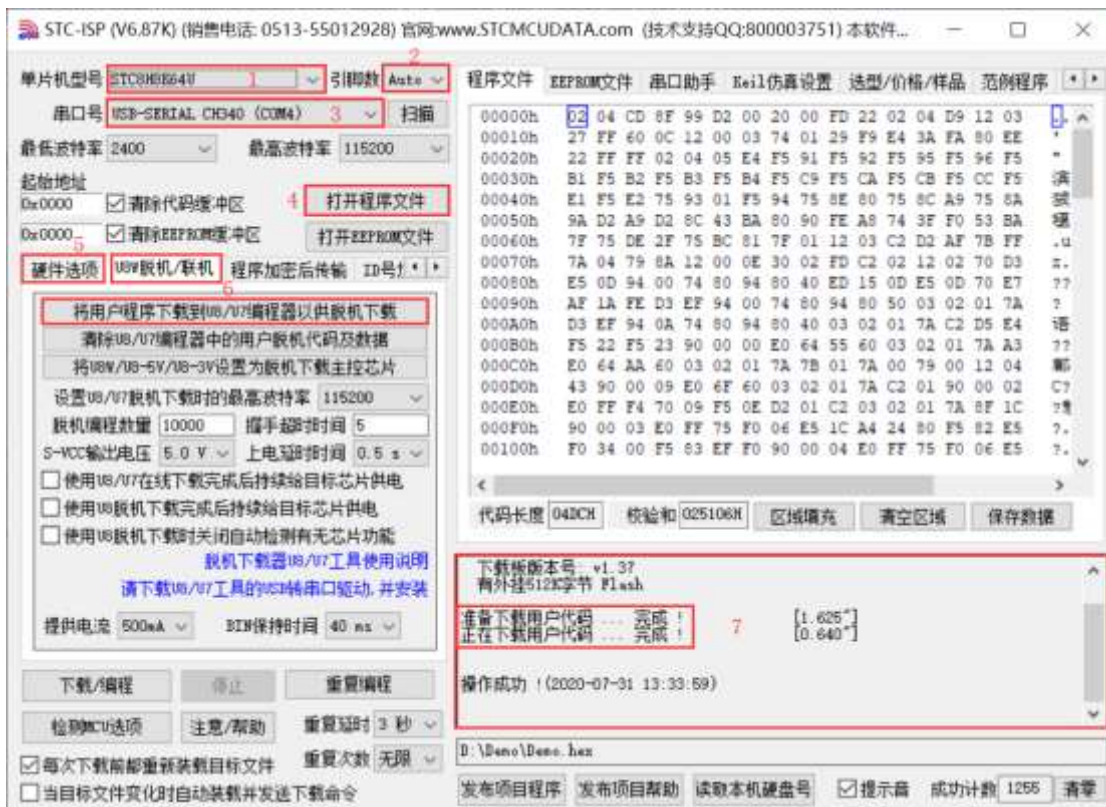 STC-ISP (V6.87K) (销售电话: 0513-55012928) 官网:www.STCMCUDATA.com (技术支持QQ:800003751) 本软件...
单片机型号 STC8H8K64U 1 引脚数 Auto 2
串口号 USB-SERIAL CH340 (COM4) 3 扫描
最低波特率 2400 最高波特率 115200
起始地址
0x0000 清除代码缓冲区 4 打开程序文件
0x0000 清除EEPROM缓冲区 打开EEPROM文件
5
硬件选项 U8W脱机/联机 程序加密后传输
6
将用户程序下载到U8/U7编程器以供脱机下载
清除U8/U7编程器中的用户脱机代码及数据
将U8W/U8-5V/U8-3V设置为脱机下载主控芯片
设置U8/U7脱机下载时的最高波特率 115200
脱机编程数量 10000 握手超时时间 5
S-VCC输出电压 5.0 V 上电延时时间 0.5 s
使用U8/U7在线下载完成后持续给目标芯片供电
使用U8脱机下载完成后持续给目标芯片供电
使用U8脱机下载时关闭自动检测有无芯片功能
脱机下载器U8/U7工具使用说明
请下载U8/U7工具的USB转串口驱动,并安装
提供电流 500mA BIN保持时间 40 ms
下载/编程 停止 重复编程
检测MCU选项 注意/帮助 重复延时 3 秒
重复次数 无限
每次下载前都重新装载目标文件
当目标文件变化时自动装载并发送下载命令
程序文件 EEPROM文件 串口助手 Keil仿真设置 选型/价格/样品 范例程序
00000h 02 04 CD 8F 99 D2 00 20 00 FD 22 02 04 D9 12 03
00010h 27 FF 60 0C 12 00 03 74 01 29 F9 E4 3A FA 80 EE
00020h 22 FF FF 02 04 05 E4 F5 91 F5 92 F5 95 F5 96 F5
00030h B1 F5 B2 F5 B3 F5 B4 F5 C9 F5 CA F5 CB F5 CC F5
00040h E1 F5 E2 75 93 01 F5 94 75 8E 80 75 8C A9 75 8A
00050h 9A D2 A9 D2 8C 43 BA 80 90 FE A8 74 3F F0 53 BA
00060h 7F 75 DE 2F 75 BC 81 7F 01 12 03 C2 D2 AF 7B FF
00070h 7A 04 79 8A 12 00 0E 30 02 FD C2 02 12 02 70 D3
00080h E5 0D 94 00 74 80 94 80 40 ED 15 0D E5 0D 70 E7
00090h AF 1A FE D3 EF 94 00 74 80 94 80 50 03 02 01 7A
000A0h D3 EF 94 0A 74 80 94 80 40 03 02 01 7A C2 D5 E4
000B0h F5 22 F5 23 90 00 00 E0 64 55 60 03 02 01 7A A3
000C0h E0 64 AA 60 03 02 01 7A 7B 01 7A 00 79 00 12 04
000D0h 43 90 00 09 E0 6F 60 03 02 01 7A C2 01 90 00 02
000E0h E0 FF F4 70 09 F5 0E D2 01 C2 03 02 01 7A 8F 1C
000F0h 90 00 03 E0 FF 75 F0 06 E5 1C A4 24 80 F5 82 E5
00100h F0 34 00 F5 83 EF F0 90 00 04 E0 FF 75 F0 06 E5
代码长度 04DCH 校验和 025106H 区域填充 清空区域 保存数据
下载板版本号: v1.37
有外挂512K字节 Flash
准备下载用户代码 ... 完成 ! [1.625"]
正在下载用户代码 ... 完成 ! [0.640"]
7
操作成功 !(2020-07-31 13:33:59)
D:\Demo\Demo.hex
发布项目程序 发布项目帮助 读取本机硬盘号 提示音 成功计数 1256 清零